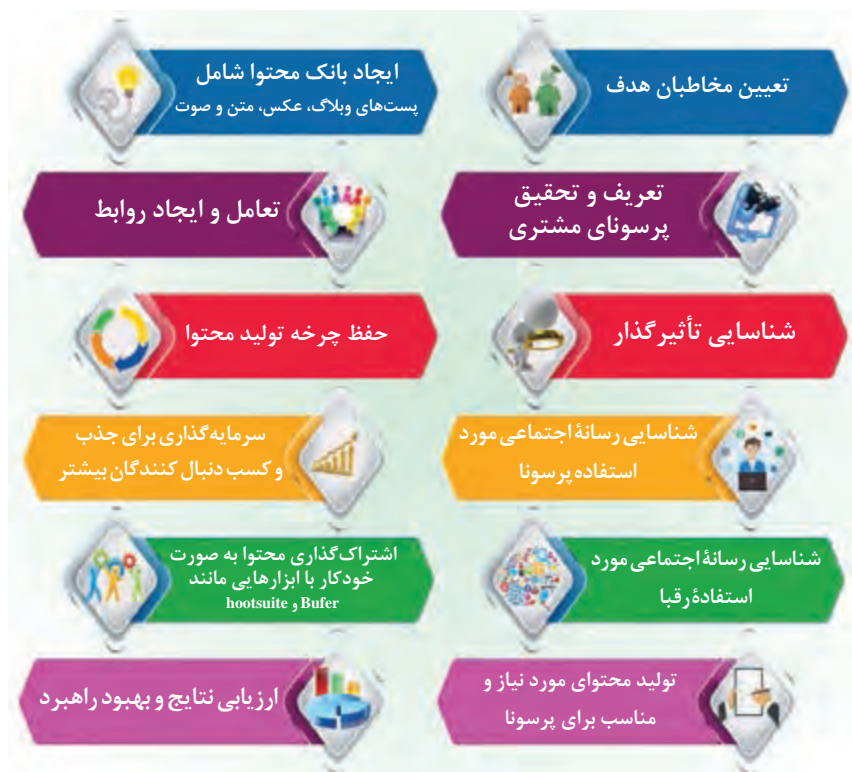 تعیین مخاطبان هدف
تعریف و تحقیق
پرسونای مشتری
شناسایی تأثیرگذار
شناسایی رسانهٔ اجتماعی مورد
استفاده پرسونا
شناسایی رسانهٔ اجتماعی مورد
استفادهٔ رقبا
تولید محتوای مورد نیاز و
مناسب برای پرسونا
ایجاد بانک محتوا شامل
پست‌های وبلاگ، عکس، متن و صوت
تعامل و ایجاد روابط
حفظ چرخه تولید محتوا
سرمایه‌گذاری برای جذب
و کسب دنبال کنندگان بیشتر
اشتراک‌گذاری محتوا به صورت
خودکار با ابزارهایی مانند
Bufer و hootsuite
ارزیابی نتایج و بهبود راهبرد